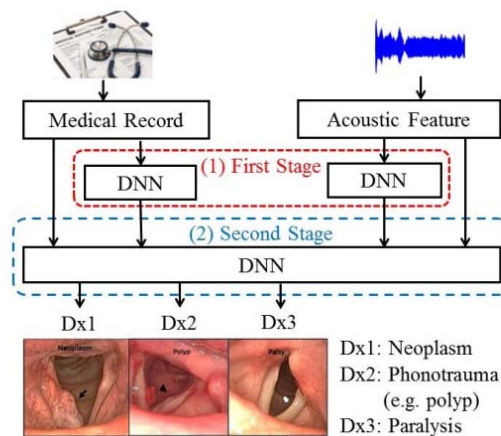 Medical Record
Acoustic Feature
(1) First Stage
DNN
DNN
(2) Second Stage
DNN
Dx1
Dx2
Dx3
Neoplasm
Polyp
Palsy
Dx1: Neoplasm
Dx2: Phonotrauma
(e.g. polyp)
Dx3: Paralysis